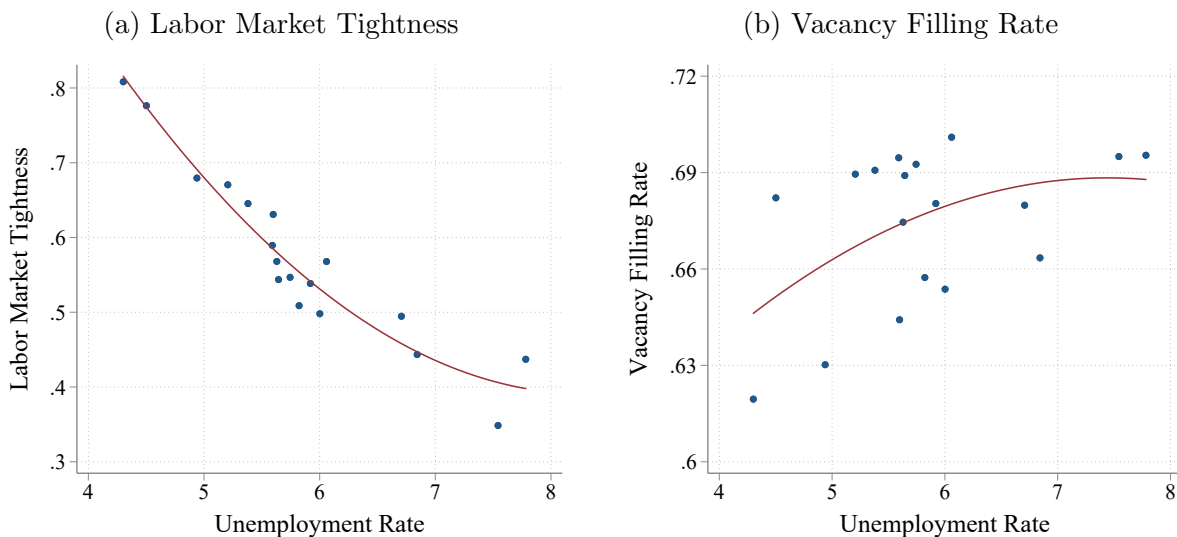 (a) Labor Market Tightness
Labor Market Tightness
.8
.7
.6
.5
.4
.3
4 5 6 7 8
Unemployment Rate
(b) Vacancy Filling Rate
Vacancy Filling Rate
.72
.69
.66
.63
.6
4 5 6 7 8
Unemployment Rate